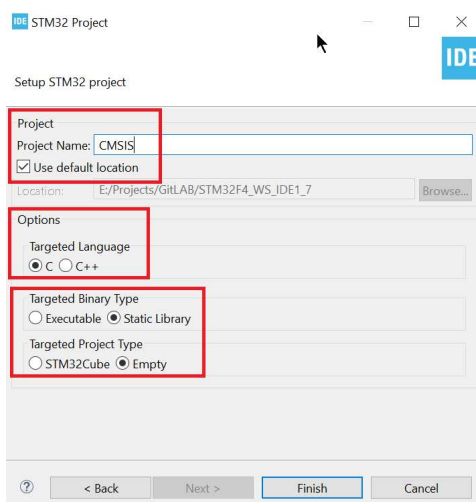 IDE STM32 Project
IDE
Setup STM32 project
Project
Project Name: CMSIS
Use default location
Location: E:/Projects/GitLAB/STM32F4_WS_IDE1_7 Browse...
Options
Targeted Language
C C++
Targeted Binary Type
Executable Static Library
Targeted Project Type
STM32Cube Empty
? < Back Next > Finish Cancel